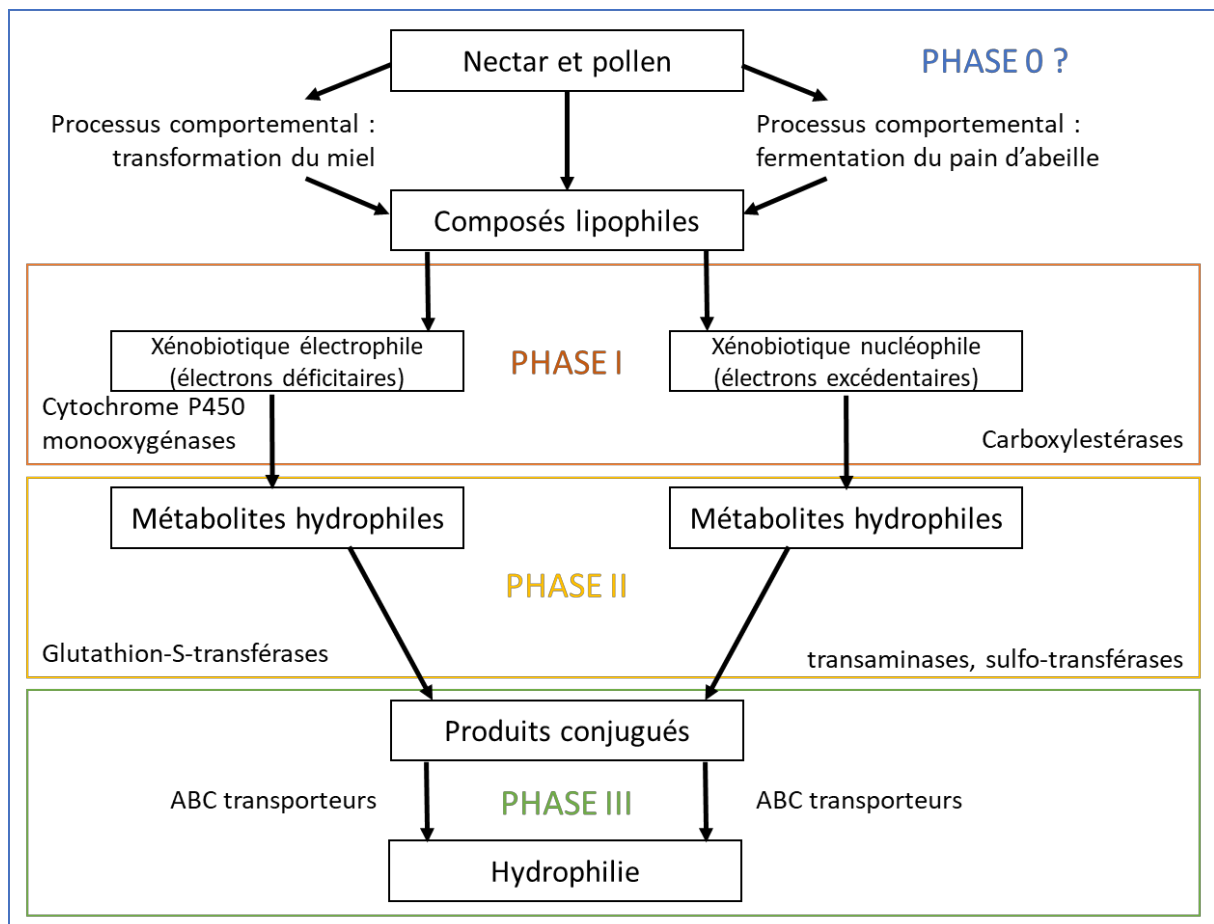 Nectar et pollen
PHASE 0 ?
Processus comportemental :
transformation du miel
Processus comportemental :
fermentation du pain d’abeille
Composés lipophiles
Xénobiotique électrophile
(électrons déficitaires)
PHASE I
Xénobiotique nucléophile
(électrons excédentaires)
Cytochrome P450
monooxygénases
Carboxylestérases
Métabolites hydrophiles
Métabolites hydrophiles
PHASE II
Glutathion-S-transférases
transaminases, sulfo-transférases
Produits conjugués
ABC transporteurs
PHASE III
ABC transporteurs
Hydrophilie